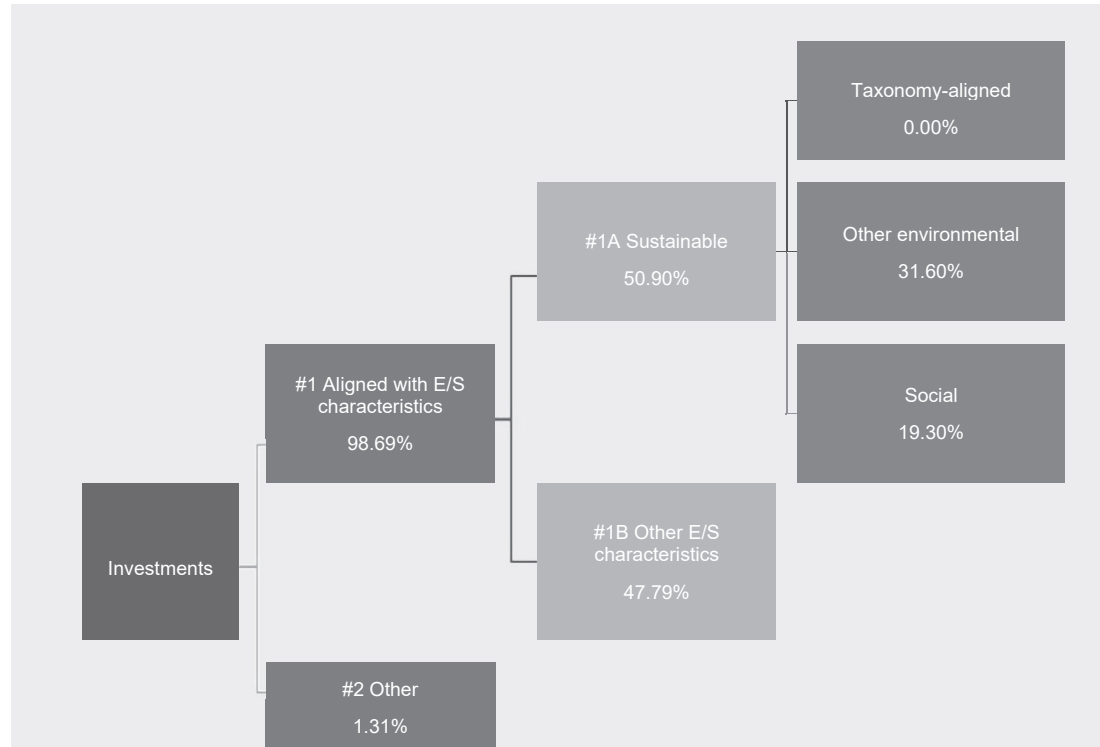 Taxonomy-aligned
0.00%
#1A Sustainable
50.90%
Other environmental
31.60%
#1 Aligned with E/S
characteristics
98.69%
Social
19.30%
Investments
#1B Other E/S
characteristics
47.79%
#2 Other
1.31%